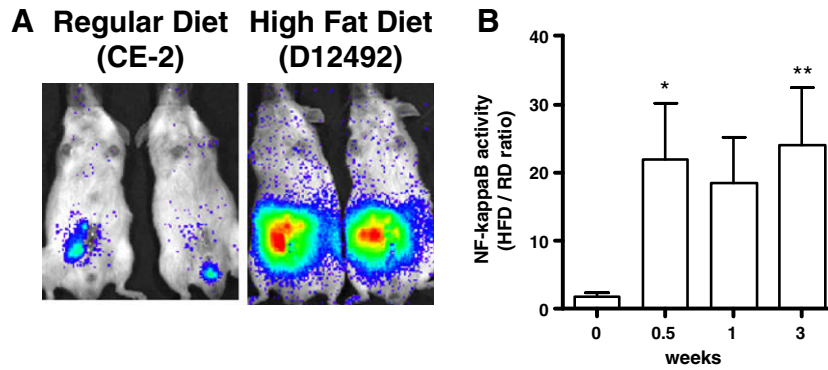 A
Regular Diet
(CE-2)
High Fat Diet
(D12492)
B
NF-kappaB activity
(HFD / RD ratio)
40
30
20
10
0
*
**
0 0.5 1 3
weeks